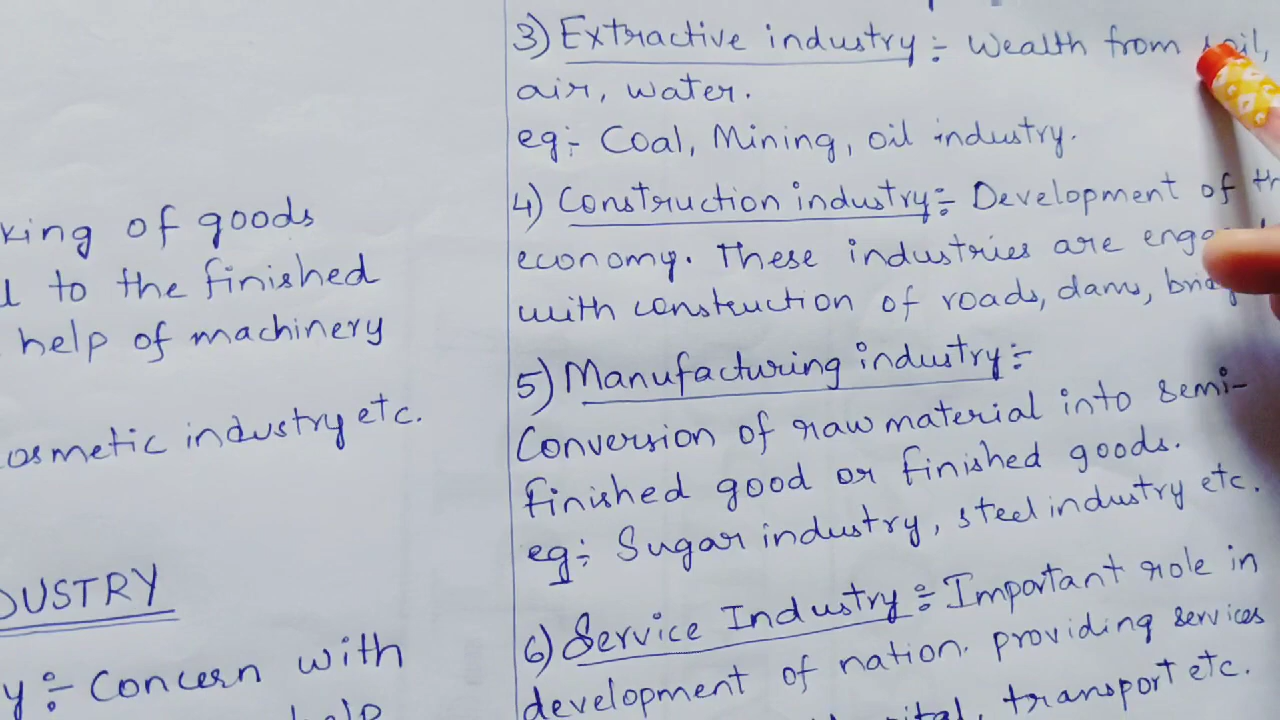 king of goods
to the finished
help of machinery
osmetic industry etc.
DUSTRY
y :- Concern with
help
3) Extractive industry :- Wealth from soil,
air, water.
eg :- Coal, Mining, oil industry.
4) Construction industry :- Development of th
economy. These industries are enga
with construction of roads, dams, brid
5) Manufacturing industry :-
Conversion of raw material into semi-
finished good or finished goods.
eg :- Sugar industry, steel industry etc.
6) Service Industry :- Important role in
development of nation. providing services
ital, transport etc.